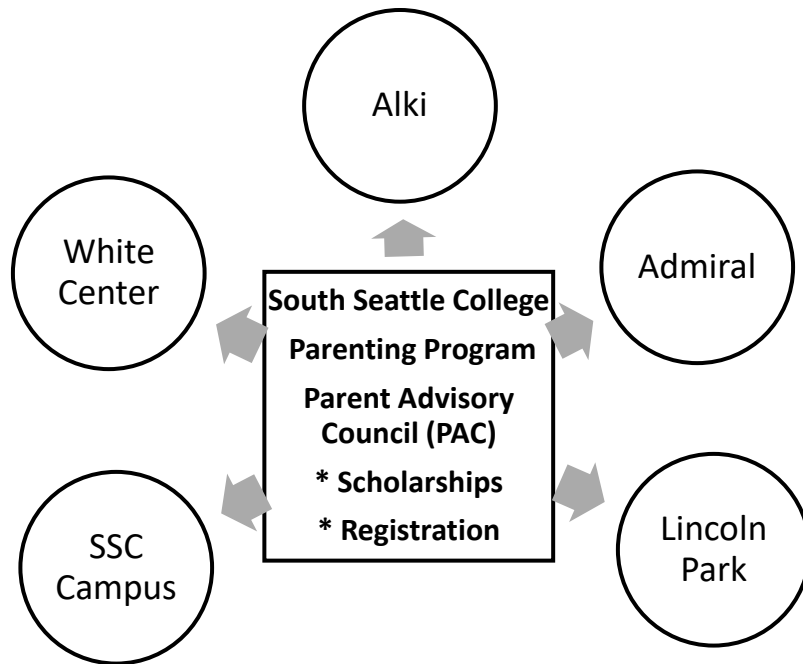 Alki
White
Center
Admiral
South Seattle College
Parenting Program
Parent Advisory
Council (PAC)
* Scholarships
* Registration
SSC
Campus
Lincoln
Park